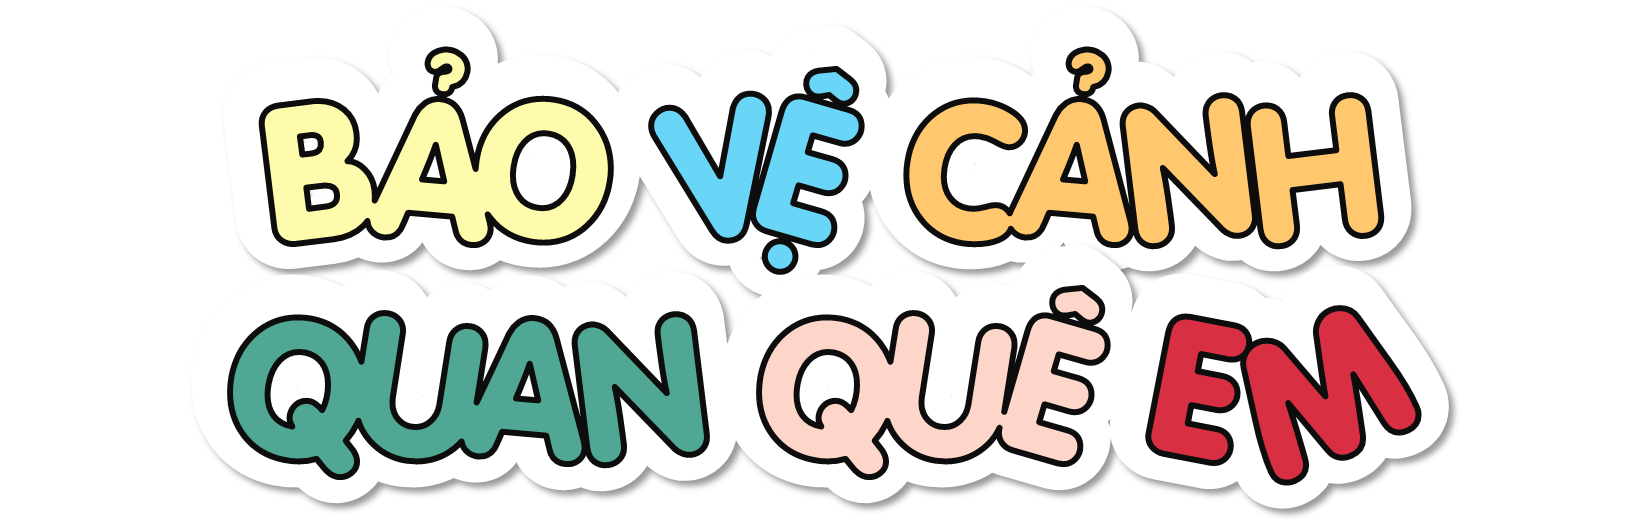 BẢO VỆ CẢNH
QUAN QUÊ EM